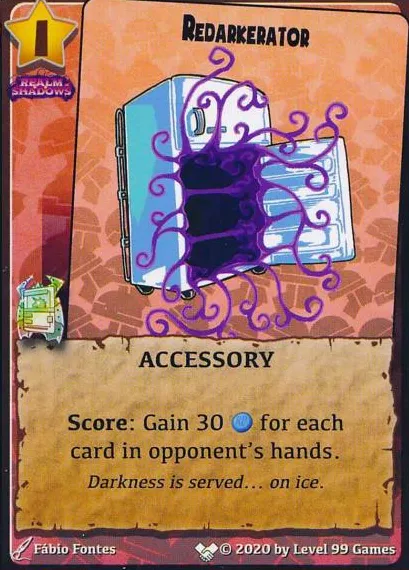 1
REDARKERATOR
REALM
SHADOWS
ACCESSORY
Score: Gain 30 for each
card in opponent's hands.
Darkness is served... on ice.
Fábio Fontes © 2020 by Level 99 Games